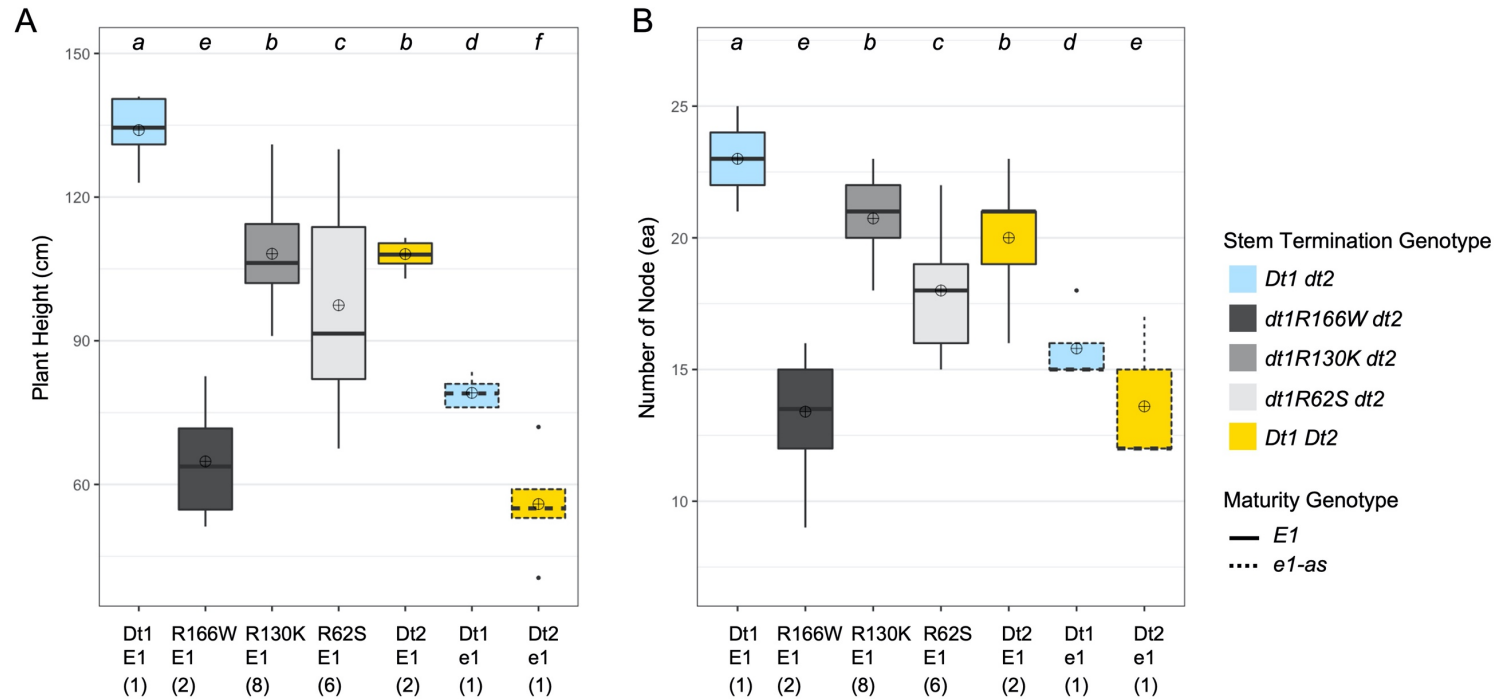 A
a e b c b d f
150
120
90
60
Plant Height (cm)
Dt1 R166W R130K R62S Dt2 Dt1 Dt2
E1 E1 E1 E1 E1 e1 e1
(1) (2) (8) (6) (2) (1) (1)
B
a e b c b d e
25
20
15
10
Number of Node (ea)
Dt1 R166W R130K R62S Dt2 Dt1 Dt2
E1 E1 E1 E1 E1 e1 e1
(1) (2) (8) (6) (2) (1) (1)
Stem Termination Genotype
Dt1 dt2
dt1R166W dt2
dt1R130K dt2
dt1R62S dt2
Dt1 Dt2
Maturity Genotype
E1
e1-as